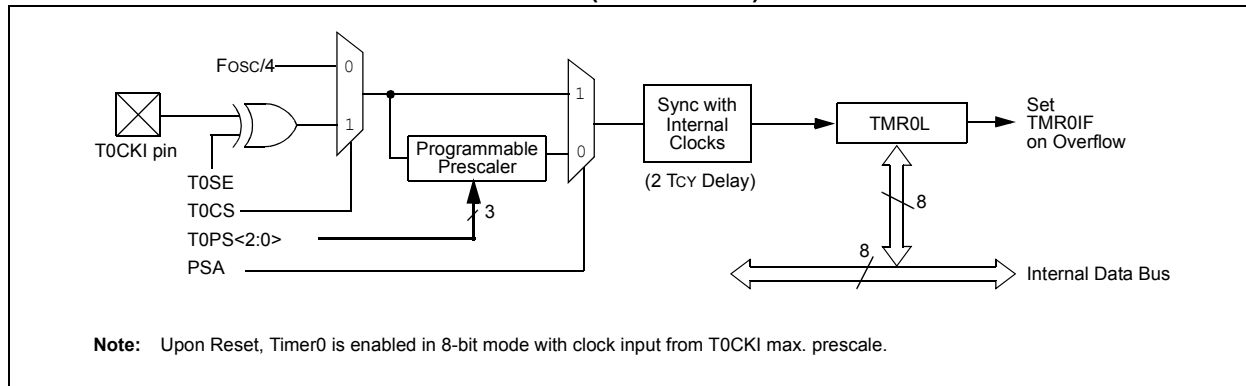 FOSC/4
0
1
T0CKI pin
T0SE
T0CS
T0PS<2:0>
PSA
Programmable
Prescaler
3
1
0
Sync with
Internal
Clocks
(2 TCY Delay)
TMR0L
Set
TMR0IF
on Overflow
8
8
Internal Data Bus
Note: Upon Reset, Timer0 is enabled in 8-bit mode with clock input from T0CKI max. prescale.